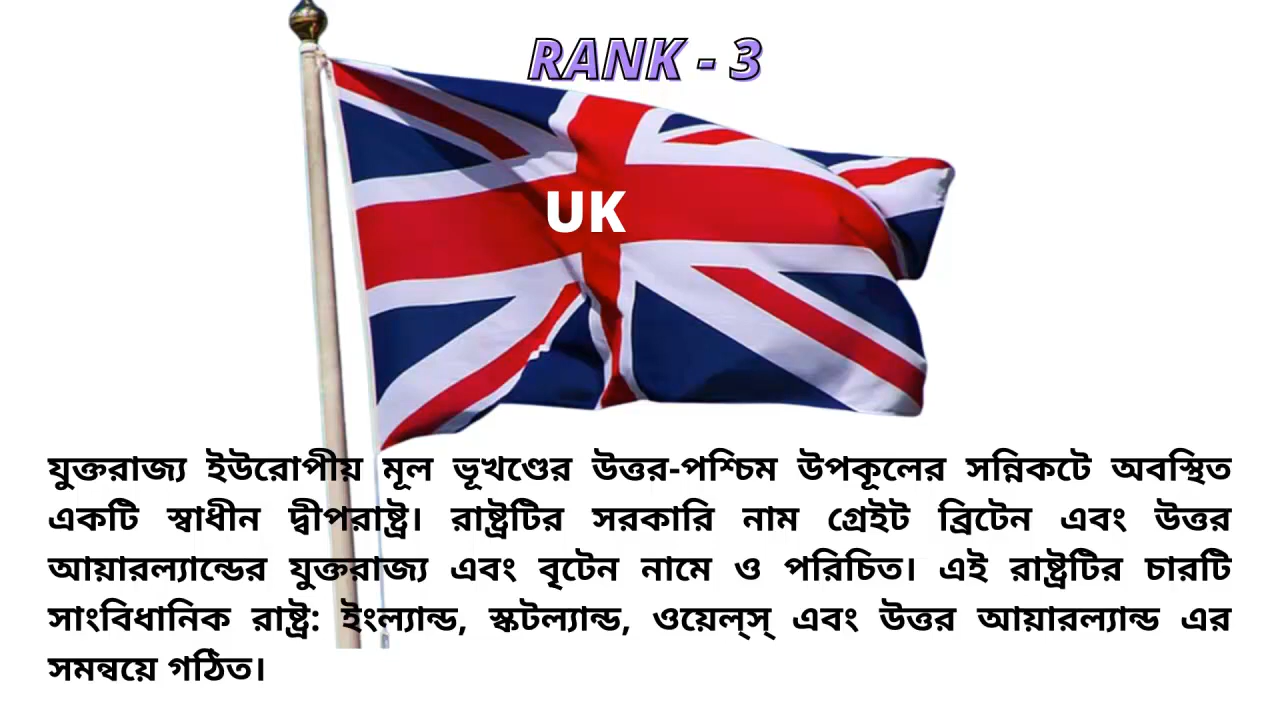 RANK - 3
UK
যুক্তরাজ্য ইউরোপীয় মূল ভূখণ্ডের উত্তর-পশ্চিম উপকূলের সন্নিকটে অবস্থিত
একটি স্বাধীন দ্বীপরাষ্ট্র। রাষ্ট্রটির সরকারি নাম গ্রেইট ব্রিটেন এবং উত্তর
আয়ারল্যান্ডের যুক্তরাজ্য এবং বৃটেন নামে ও পরিচিত। এই রাষ্ট্রটির চারটি
সাংবিধানিক রাষ্ট্র: ইংল্যান্ড, স্কটল্যান্ড, ওয়েল্‌স্ এবং উত্তর আয়ারল্যান্ড এর
সমন্বয়ে গঠিত।